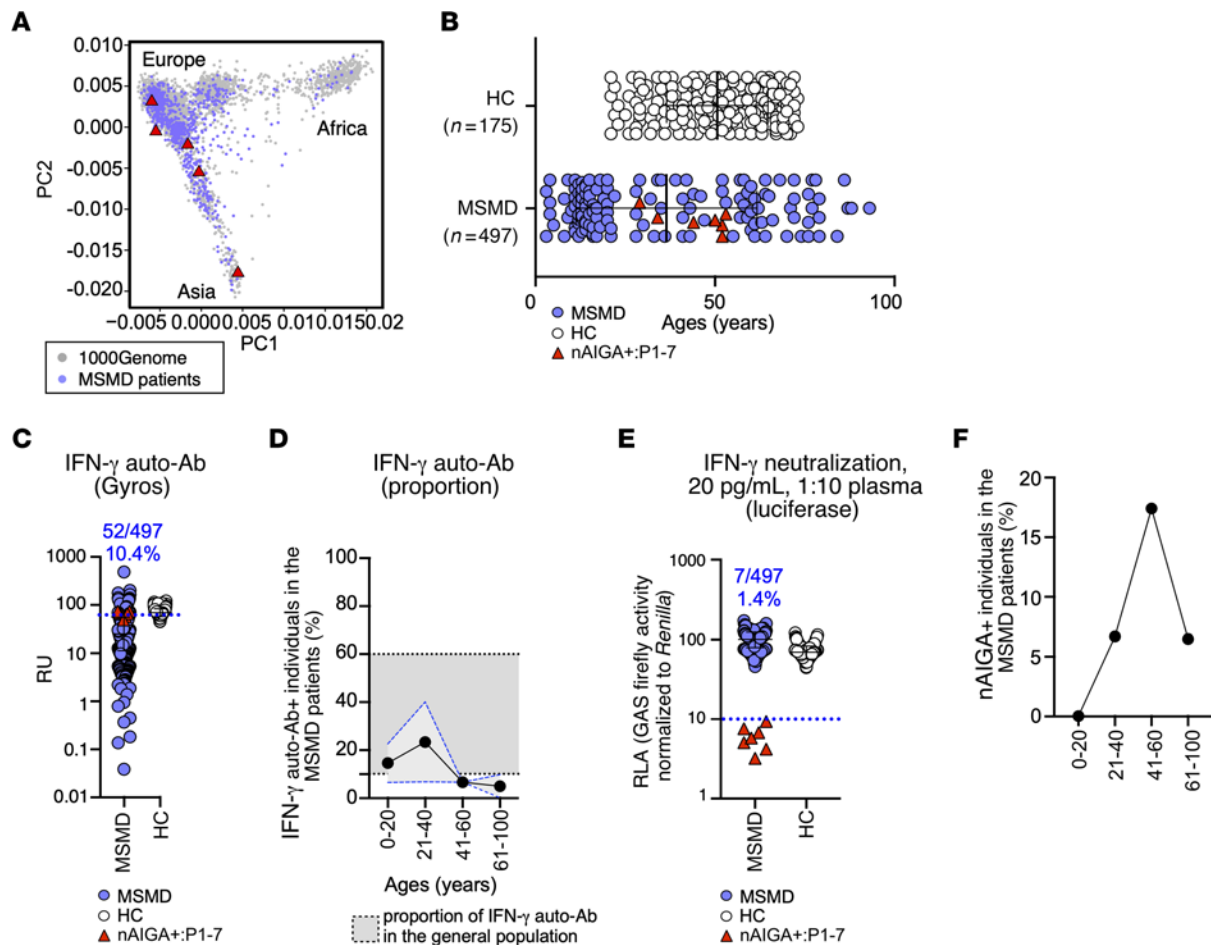 A
0.010
0.005
0.000
-0.005
-0.010
-0.015
-0.020
PC2
Europe
Africa
Asia
−0.005 0.000 0.005 0.010 0.015 0.02
PC1
1000Genome
MSMD patients
B
HC
(n=175)
MSMD
(n=497)
0 50 100
Ages (years)
MSMD
HC
nAIGA+:P1-7
C
IFN-γ auto-Ab
(Gyros)
52/497
10.4%
1000
100
10
1
0.1
0.01
RU
MSMD
HC
MSMD
HC
nAIGA+:P1-7
D
IFN-γ auto-Ab
(proportion)
IFN-γ auto-Ab+ individuals in the
MSMD patients (%)
100
80
60
40
20
0
0-20
21-40
41-60
61-100
Ages (years)
proportion of IFN-γ auto-Ab
in the general population
E
IFN-γ neutralization,
20 pg/mL, 1:10 plasma
(luciferase)
7/497
1.4%
RLA (GAS firefly activity
normalized to Renilla)
1000
100
10
1
MSMD
HC
MSMD
HC
nAIGA+:P1-7
F
nAIGA+ individuals in the
MSMD patients (%)
20
15
10
5
0
0-20
21-40
41-60
61-100